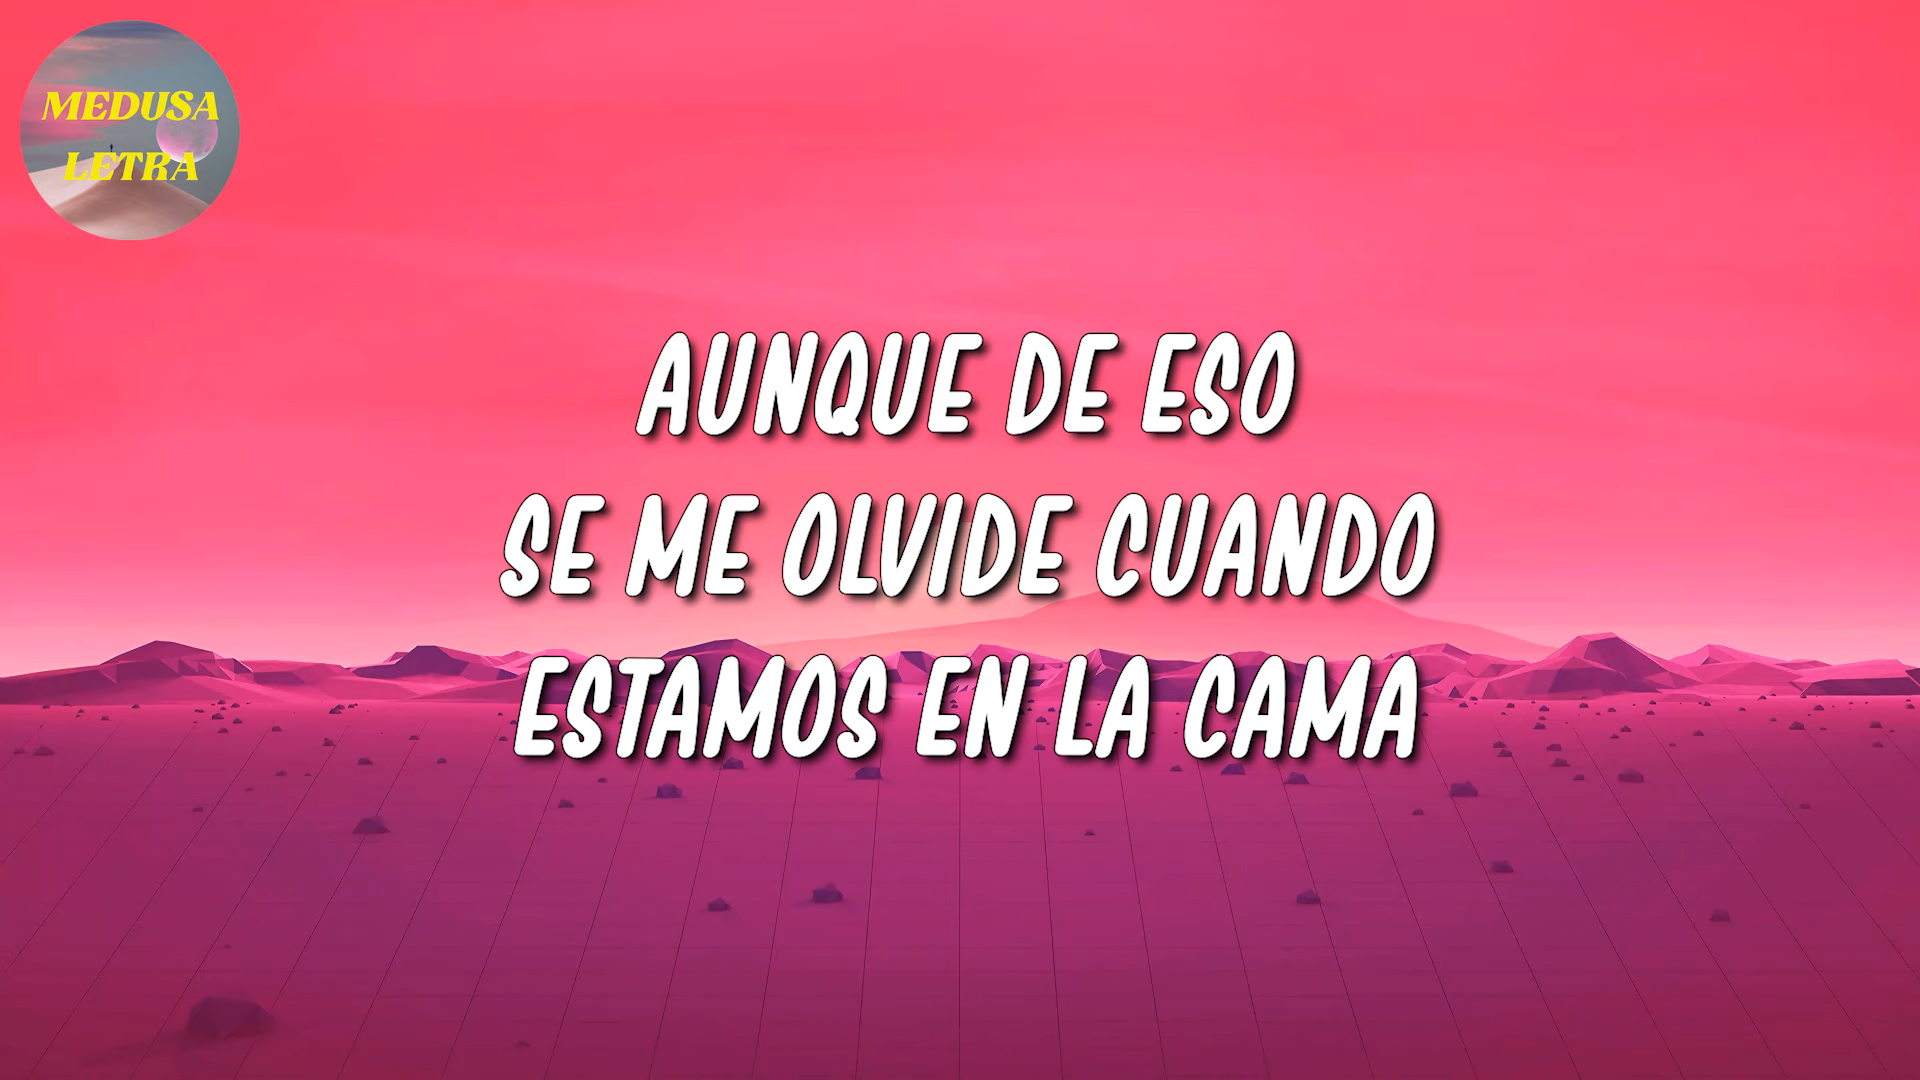 MEDUSA
LETRA
AUNQUE DE ESO
SE ME OLVIDE CUANDO
ESTAMOS EN LA CAMA